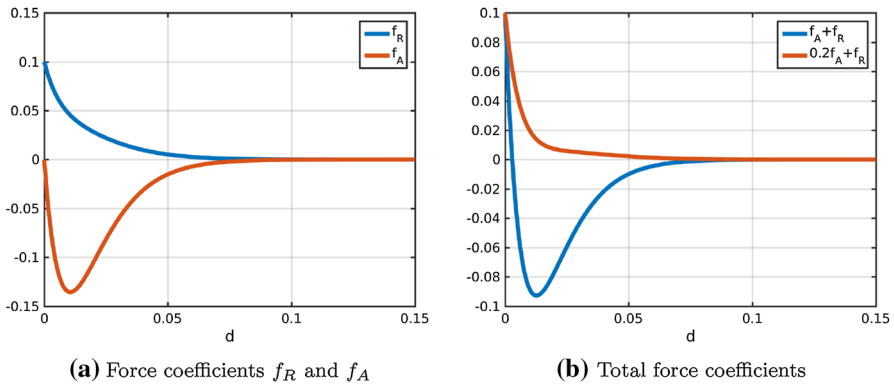 0.15
0.1
0.05
0
-0.05
-0.1
-0.15
0 0.05 0.1 0.15
d
f_R
f_A
(a) Force coefficients f_R and f_A
0.1
0.08
0.06
0.04
0.02
0
-0.02
-0.04
-0.06
-0.08
-0.1
0 0.05 0.1 0.15
d
f_A+f_R
0.2f_A+f_R
(b) Total force coefficients